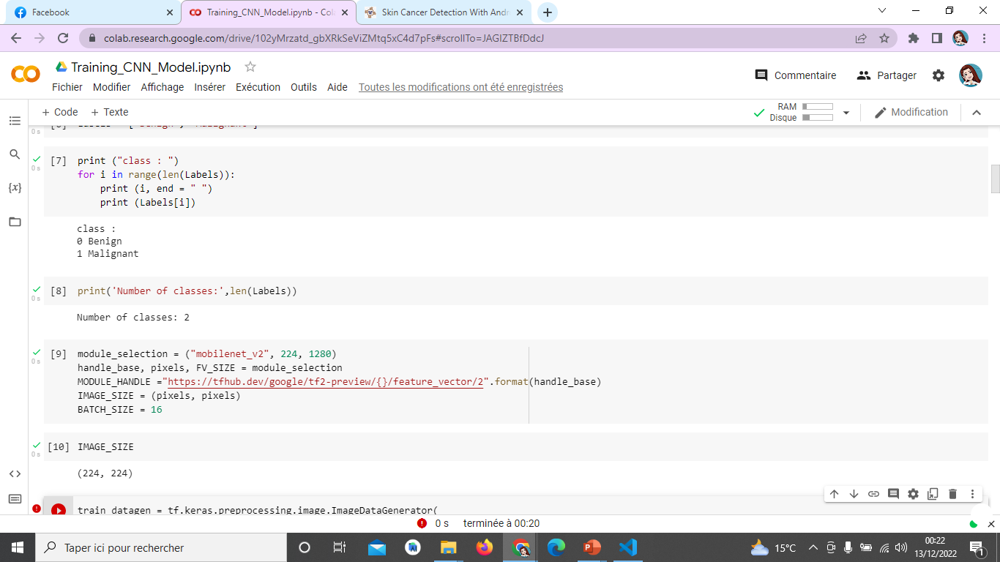 Facebook
Training_CNN_Model.ipynb - Col
Skin Cancer Detection With Andr
colab.research.google.com/drive/102yMrzatd_gbXRkSeViZMtq5xC4d7pFs#scrollTo=JAGIZTBfDdcJ
Training_CNN_Model.ipynb
Commentaire
Partager
Fichier Modifier Affichage Insérer Exécution Outils Aide Toutes les modifications ont été enregistrées
+ Code + Texte
RAM
Disque
Modification
0 s
[7] print ("class : ")
0 s
for i in range(len(Labels)):
print (i, end = " ")
print (Labels[i])
class :
0 Benign
1 Malignant
[8] print('Number of classes:',len(Labels))
0 s
Number of classes: 2
[9] module_selection = ("mobilenet_v2", 224, 1280)
0 s
handle_base, pixels, FV_SIZE = module_selection
MODULE_HANDLE ="https://tfhub.dev/google/tf2-preview/{}/feature_vector/2".format(handle_base)
IMAGE_SIZE = (pixels, pixels)
BATCH_SIZE = 16
[10] IMAGE_SIZE
0 s
(224, 224)
train_datagen = tf.keras.preprocessing.image.ImageDataGenerator(
0 s terminée à 00:20
Taper ici pour rechercher
15°C
00:22
13/12/2022
1